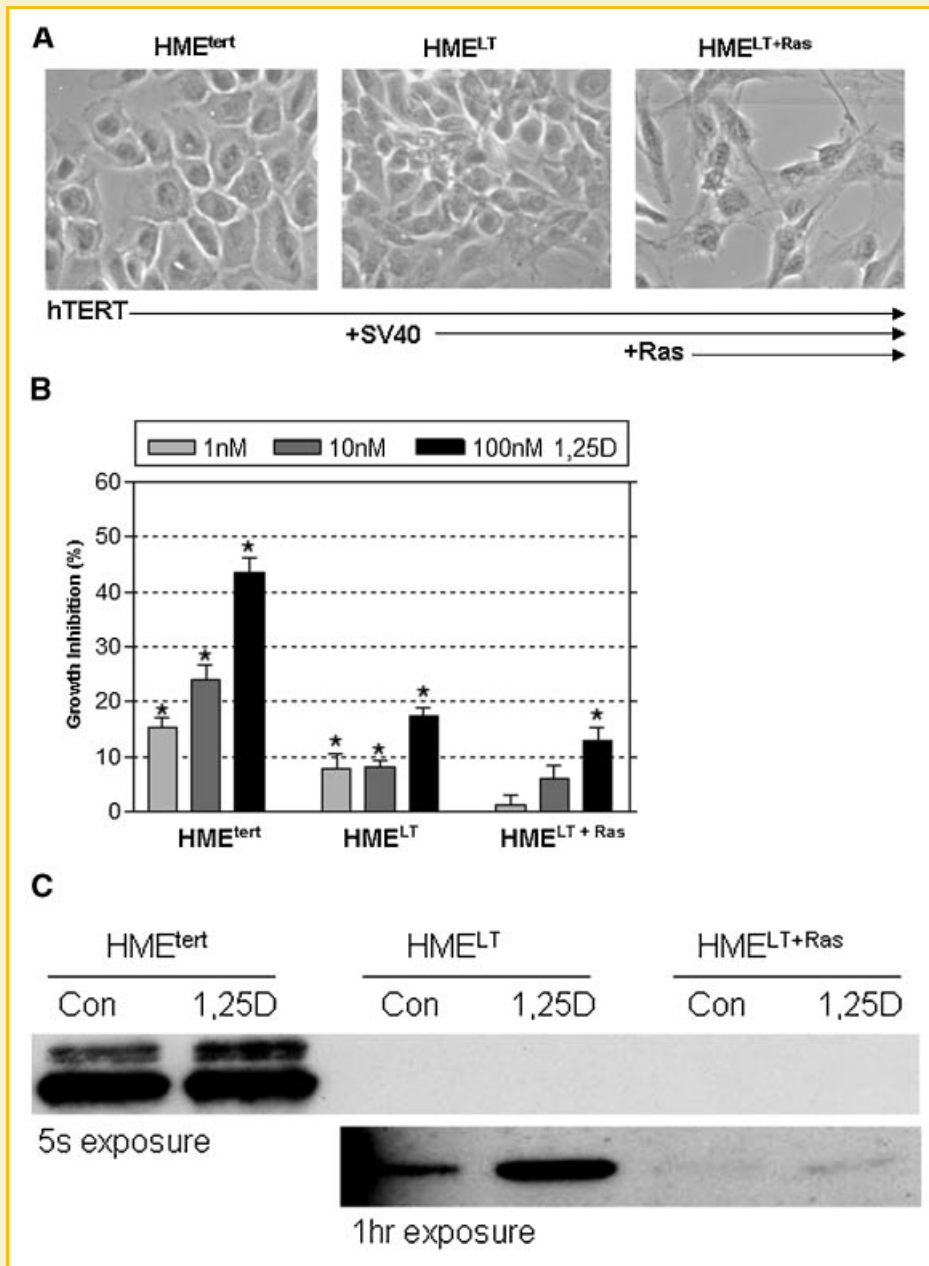 A
HME^tert HME^LT HME^LT+Ras
hTERT
+SV40
+Ras
B
1nM 10nM 100nM 1,25D
Growth Inhibition (%)
60
50
40
30
20
10
0
* * * * * * *
HME^tert HME^LT HME^LT + Ras
C
HME^tert HME^LT HME^LT+Ras
Con 1,25D Con 1,25D Con 1,25D
5s exposure
1hr exposure